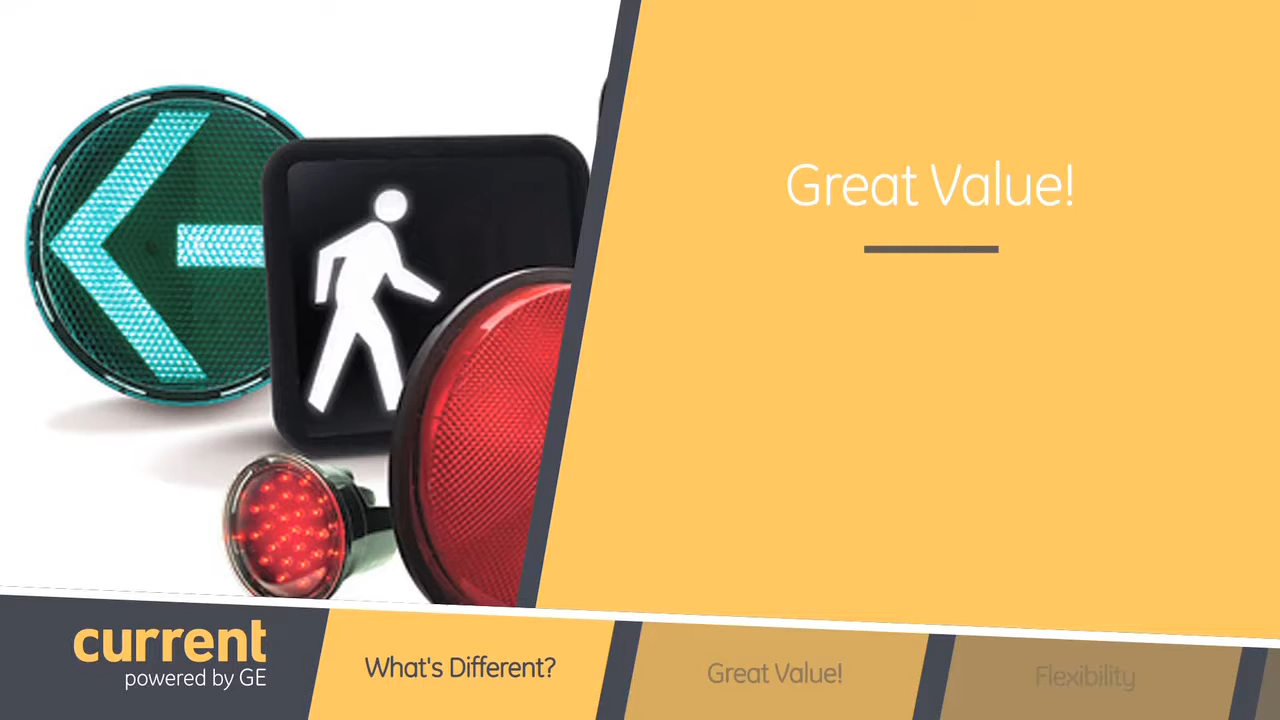 Great Value!
current
powered by GE
What's Different?
Great Value!
Flexibility